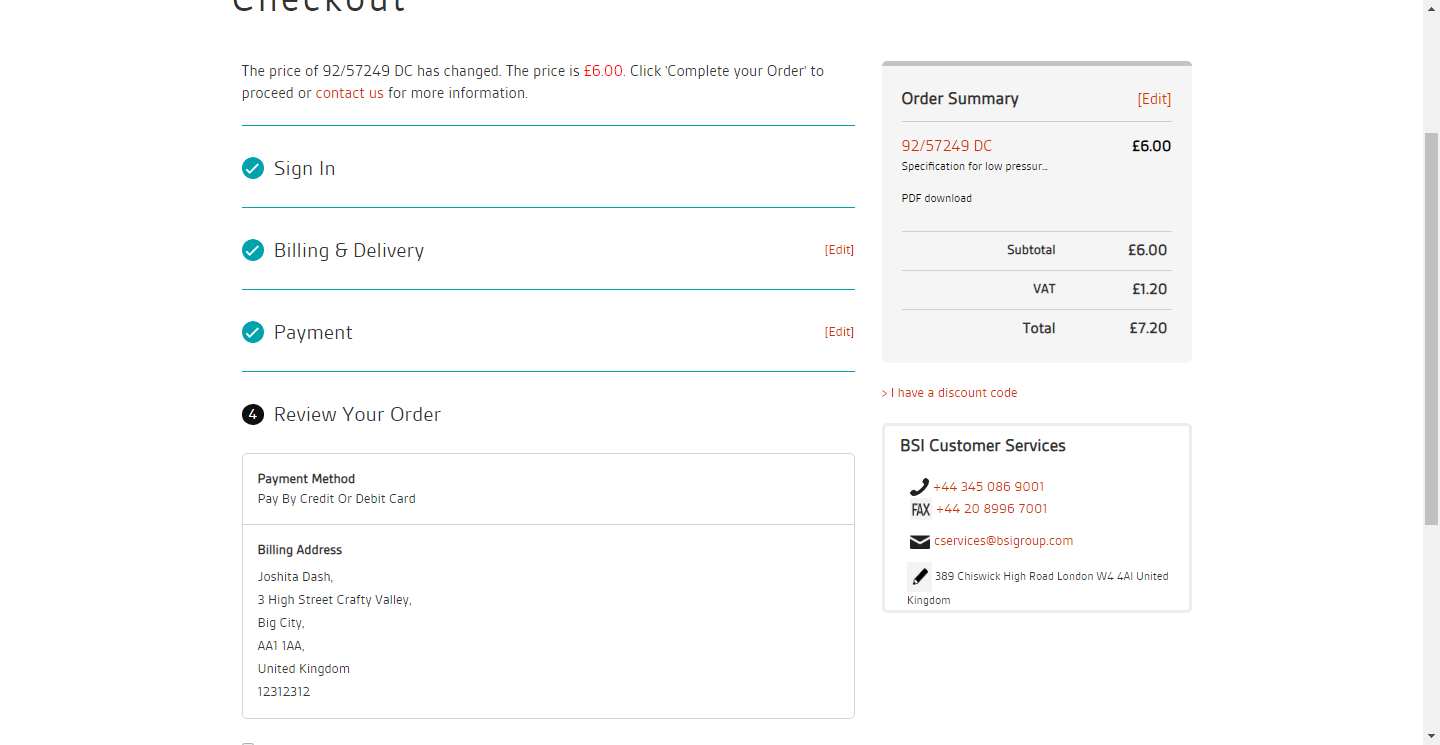 Checkout
The price of 92/57249 DC has changed. The price is £6.00. Click 'Complete your Order' to
proceed or contact us for more information.
Sign In
Billing & Delivery
[Edit]
Payment
[Edit]
4 Review Your Order
Payment Method
Pay By Credit Or Debit Card
Billing Address
Joshita Dash,
3 High Street Crafty Valley,
Big City,
AA1 1AA,
United Kingdom
12312312
Order Summary
[Edit]
92/57249 DC
£6.00
Specification for low pressur...
PDF download
Subtotal £6.00
VAT £1.20
Total £7.20
> I have a discount code
BSI Customer Services
+44 345 086 9001
FAX +44 20 8996 7001
cservices@bsigroup.com
389 Chiswick High Road London W4 4AI United
Kingdom